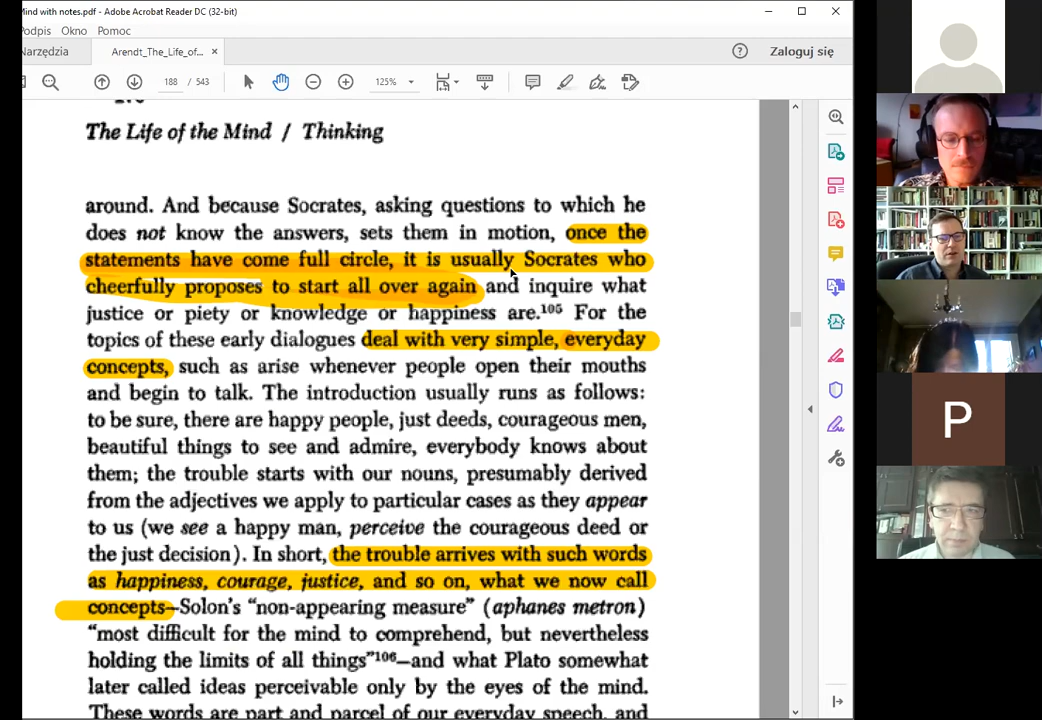 Mind with notes.pdf - Adobe Acrobat Reader DC (32-bit)
Podpis Okno Pomoc
Narzędzia Arendt_The_Life_of... × ? Zaloguj się
188 / 543 125%
The Life of the Mind / Thinking
around. And because Socrates, asking questions to which he
does not know the answers, sets them in motion, once the
statements have come full circle, it is usually Socrates who
cheerfully proposes to start all over again and inquire what
justice or piety or knowledge or happiness are.105 For the
topics of these early dialogues deal with very simple, everyday
concepts, such as arise whenever people open their mouths
and begin to talk. The introduction usually runs as follows:
to be sure, there are happy people, just deeds, courageous men,
beautiful things to see and admire, everybody knows about
them; the trouble starts with our nouns, presumably derived
from the adjectives we apply to particular cases as they appear
to us (we see a happy man, perceive the courageous deed or
the just decision). In short, the trouble arrives with such words
as happiness, courage, justice, and so on, what we now call
concepts—Solon's "non-appearing measure" (aphanes metron)
"most difficult for the mind to comprehend, but nevertheless
holding the limits of all things"106—and what Plato somewhat
later called ideas perceivable only by the eyes of the mind.
These words are part and parcel of our everyday speech, and
P